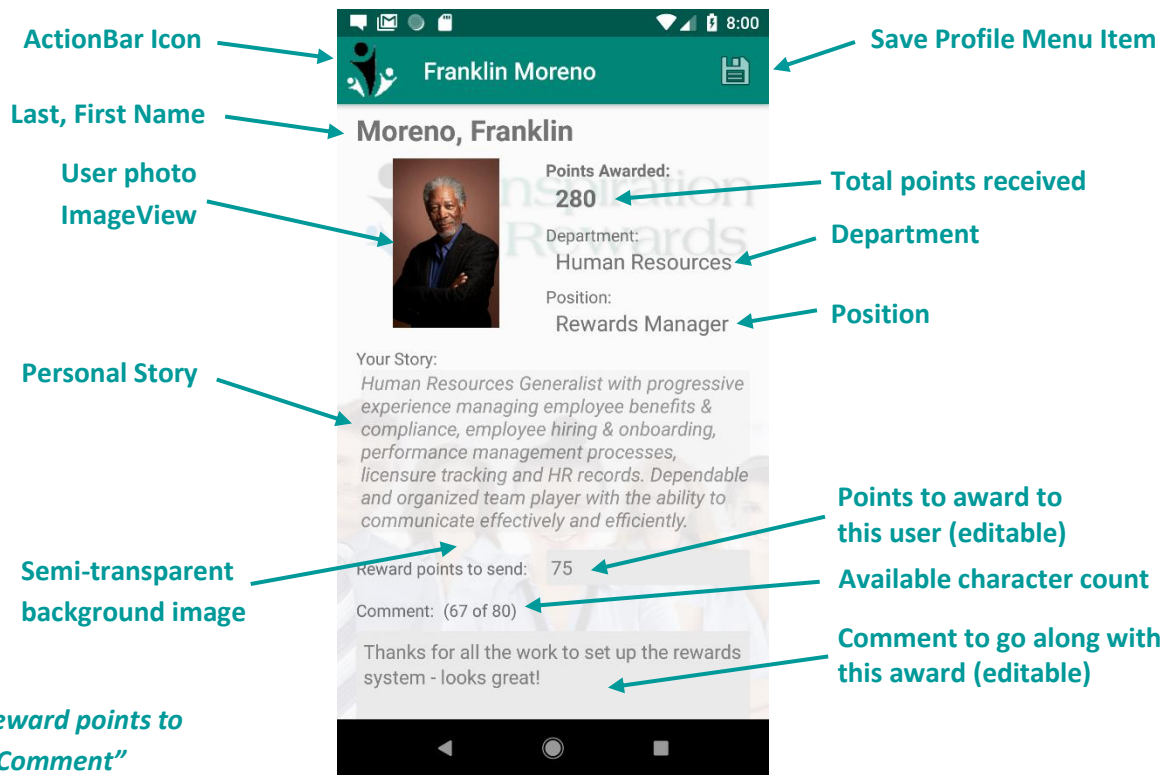 8:00
ActionBar Icon
Save Profile Menu Item
Franklin Moreno
Last, First Name
Moreno, Franklin
User photo
ImageView
Points Awarded:
280
Total points received
Inspiration
Rewards
Department:
Human Resources
Department
Position:
Rewards Manager
Position
Your Story:
Personal Story
Human Resources Generalist with progressive
experience managing employee benefits &
compliance, employee hiring & onboarding,
performance management processes,
licensure tracking and HR records. Dependable
and organized team player with the ability to
communicate effectively and efficiently.
Points to award to
this user (editable)
Semi-transparent
background image
Reward points to send: 75
Available character count
Comment: (67 of 80)
Comment to go along with
this award (editable)
Thanks for all the work to set up the rewards
system - looks great!
eward points to
Comment”